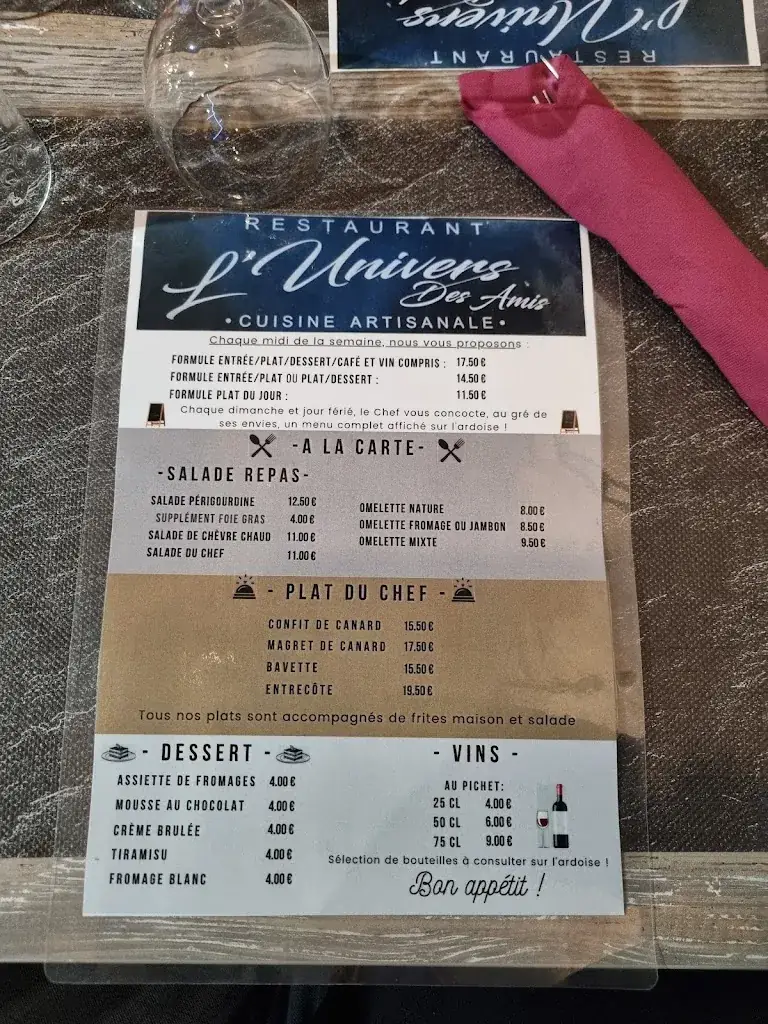 L'Univers
RESTAURANT
RESTAURANT
L'Univers
Des Amis
• CUISINE ARTISANALE •
Chaque midi de la semaine, nous vous proposons :
FORMULE ENTRÉE/PLAT/DESSERT/CAFÉ ET VIN COMPRIS : 17.50 €
FORMULE ENTRÉE/PLAT OU PLAT/DESSERT : 14.50 €
FORMULE PLAT DU JOUR : 11.50 €
Chaque dimanche et jour férié, le Chef vous concocte, au gré de
ses envies, un menu complet affiché sur l'ardoise !
-A LA CARTE-
-SALADE REPAS-
SALADE PÉRIGOURDINE 12.50 €
SUPPLÉMENT FOIE GRAS 4.00 €
SALADE DE CHÈVRE CHAUD 11.00 €
SALADE DU CHEF 11.00 €
OMELETTE NATURE 8.00 €
OMELETTE FROMAGE OU JAMBON 8.50 €
OMELETTE MIXTE 9.50 €
- PLAT DU CHEF -
CONFIT DE CANARD 15.50 €
MAGRET DE CANARD 17.50 €
BAVETTE 15.50 €
ENTRECÔTE 19.50 €
Tous nos plats sont accompagnés de frites maison et salade
- DESSERT -
ASSIETTE DE FROMAGES 4.00 €
MOUSSE AU CHOCOLAT 4.00 €
CRÈME BRULÉE 4.00 €
TIRAMISU 4.00 €
FROMAGE BLANC 4.00 €
- VINS -
AU PICHET:
25 CL 4.00 €
50 CL 6.00 €
75 CL 9.00 €
Sélection de bouteilles à consulter sur l'ardoise !
Bon appétit !